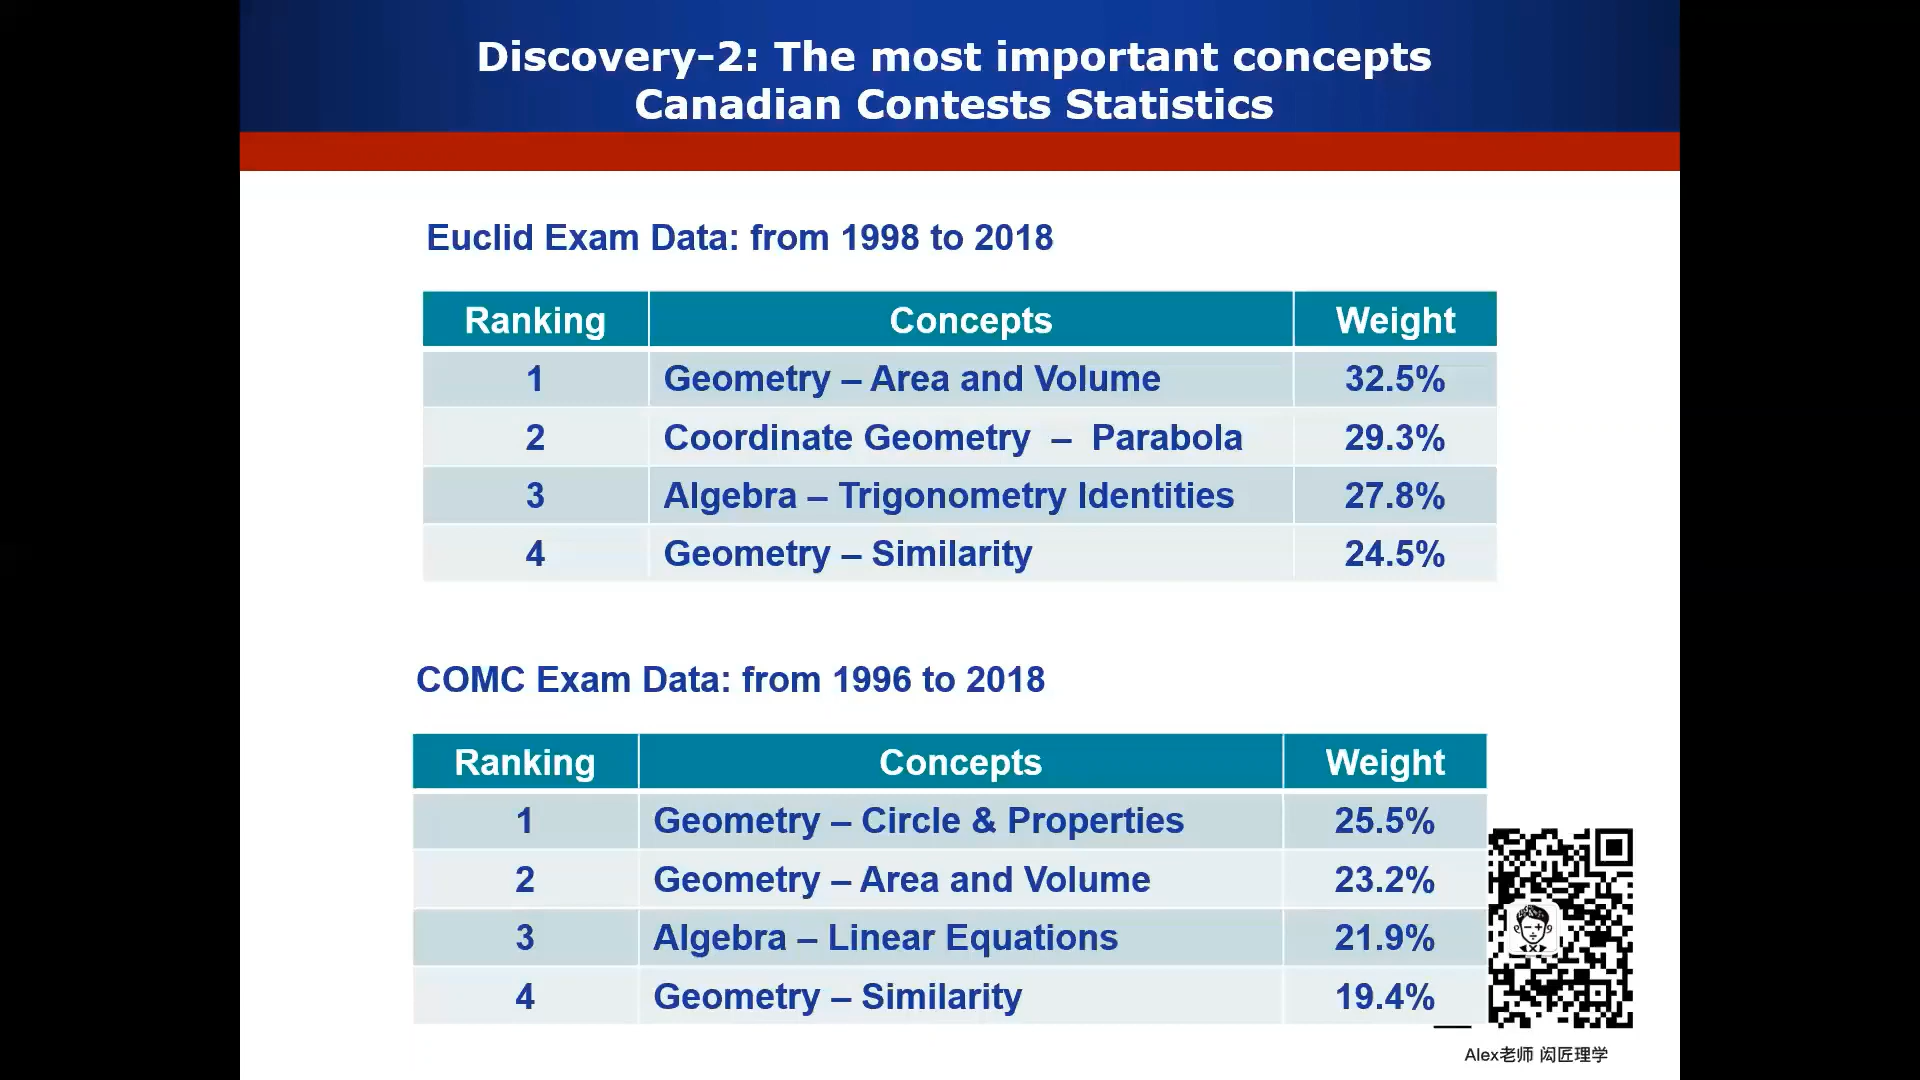 Discovery-2: The most important concepts
Canadian Contests Statistics
Euclid Exam Data: from 1998 to 2018
Ranking Concepts Weight
1 Geometry – Area and Volume 32.5%
2 Coordinate Geometry – Parabola 29.3%
3 Algebra – Trigonometry Identities 27.8%
4 Geometry – Similarity 24.5%
COMC Exam Data: from 1996 to 2018
Ranking Concepts Weight
1 Geometry – Circle & Properties 25.5%
2 Geometry – Area and Volume 23.2%
3 Algebra – Linear Equations 21.9%
4 Geometry – Similarity 19.4%
Alex老师 闳匠理学